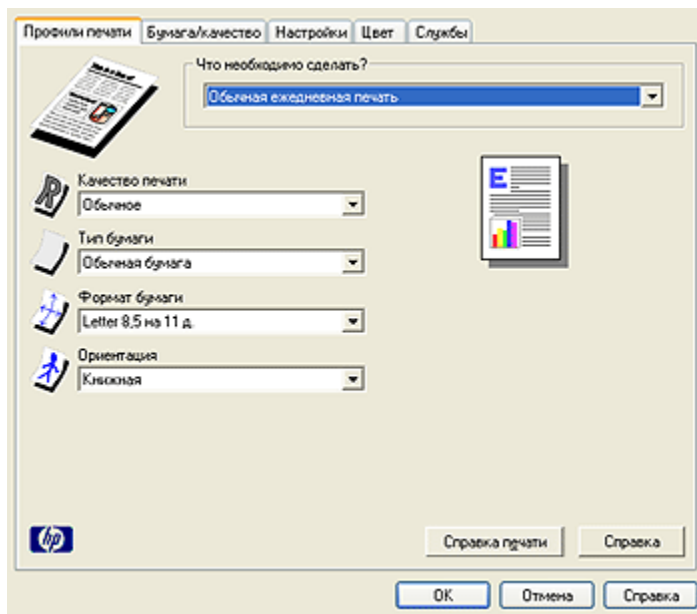 Профили печати Бумага/качество Настройки Цвет Службы
Что необходимо сделать?
Обычная ежедневная печать
Качество печати
Обычное
Тип бумаги
Обычная бумага
Формат бумаги
Letter 8,5 на 11 д.
Ориентация
Книжная
hp
Справка печати Справка
OK Отмена Справка